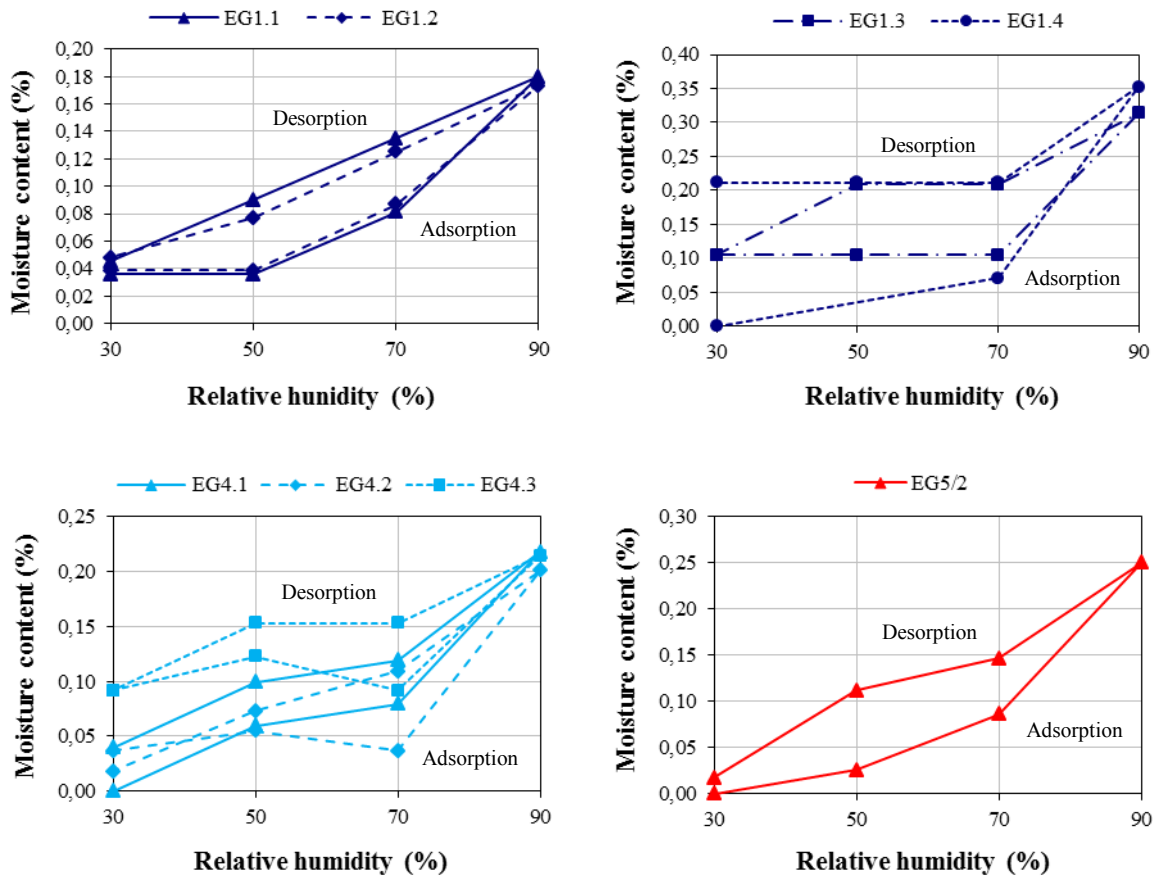 EG1.1 EG1.2
0,20
0,18
0,16
0,14
0,12
0,10
0,08
0,06
0,04
0,02
0,00
Moisture content (%)
Desorption
Adsorption
30 50 70 90
Relative hunidity (%)
EG1.3 EG1.4
0,40
0,35
0,30
0,25
0,20
0,15
0,10
0,05
0,00
Moisture content (%)
Desorption
Adsorption
30 50 70 90
Relative humidity (%)
EG4.1 EG4.2 EG4.3
0,25
0,20
0,15
0,10
0,05
0,00
Moisture content (%)
Desorption
Adsorption
30 50 70 90
Relative humidity (%)
EG5/2
0,30
0,25
0,20
0,15
0,10
0,05
0,00
Moisture content (%)
Desorption
Adsorption
30 50 70 90
Relative humidity (%)